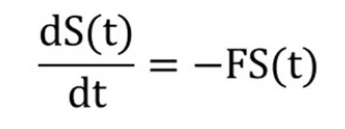 dS(t)
dt
= −FS(t)